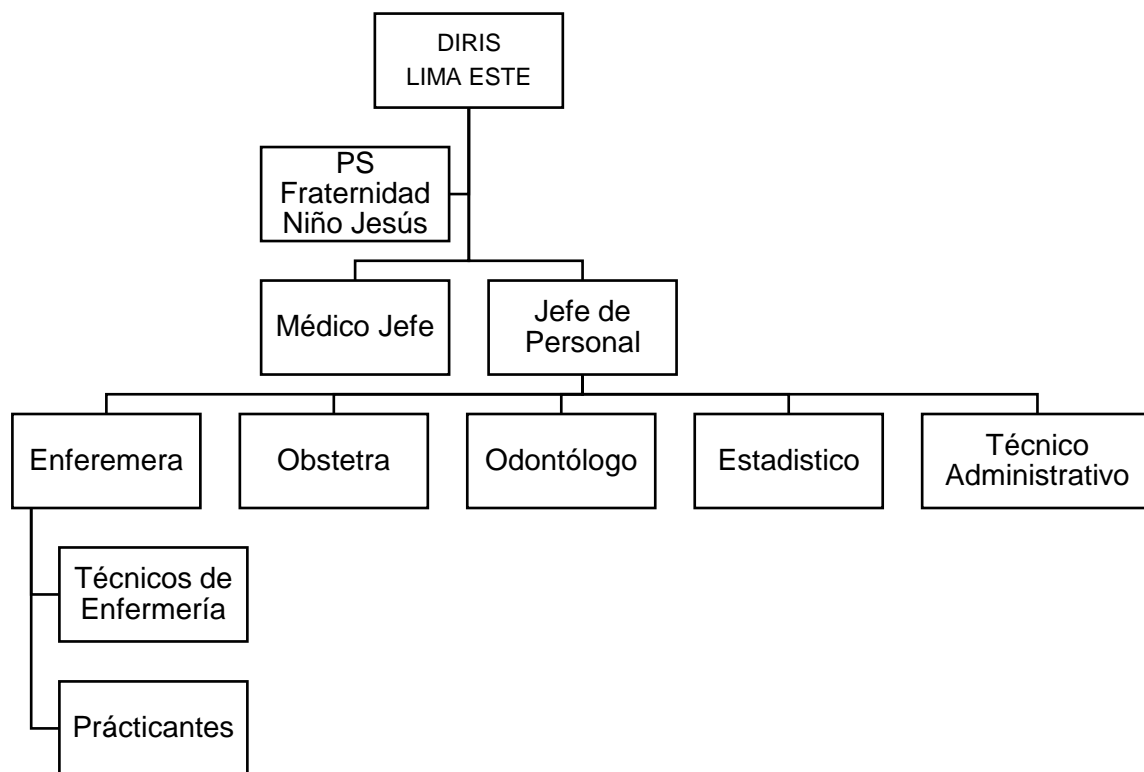 DIRIS
LIMA ESTE
PS
Fraternidad
Niño Jesús
Médico Jefe
Jefe de
Personal
Enferemera
Obstetra
Odontólogo
Estadistico
Técnico
Administrativo
Técnicos de
Enfermería
Prácticantes